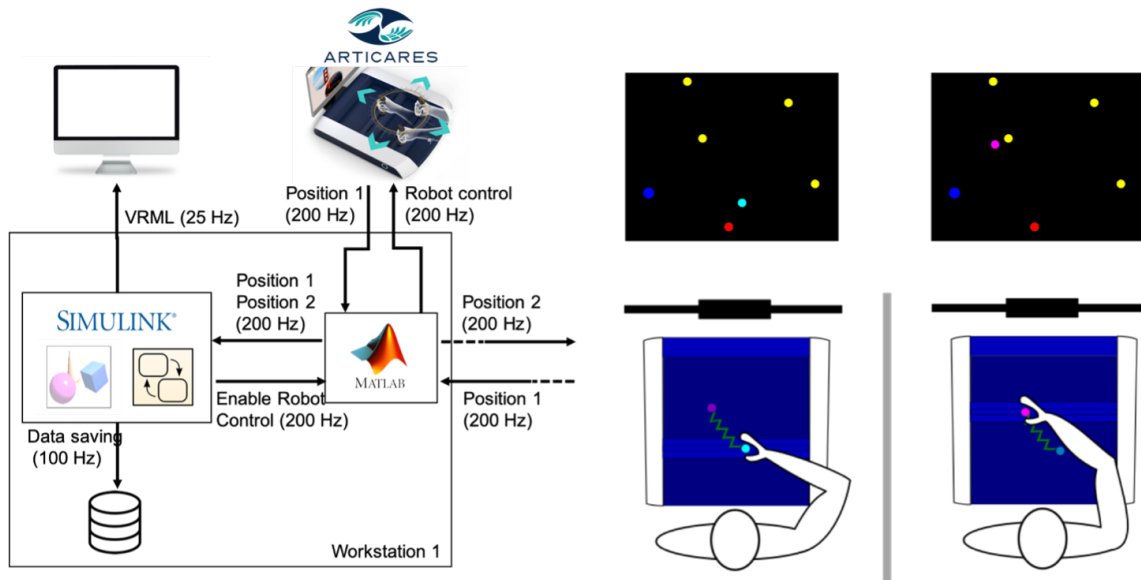 ARTICARES
Position 1
(200 Hz)
Robot control
(200 Hz)
VRML (25 Hz)
Position 1
Position 2
(200 Hz)
Position 2
(200 Hz)
SIMULINK®
MATLAB
Enable Robot
Control (200 Hz)
Position 1
(200 Hz)
Data saving
(100 Hz)
Workstation 1